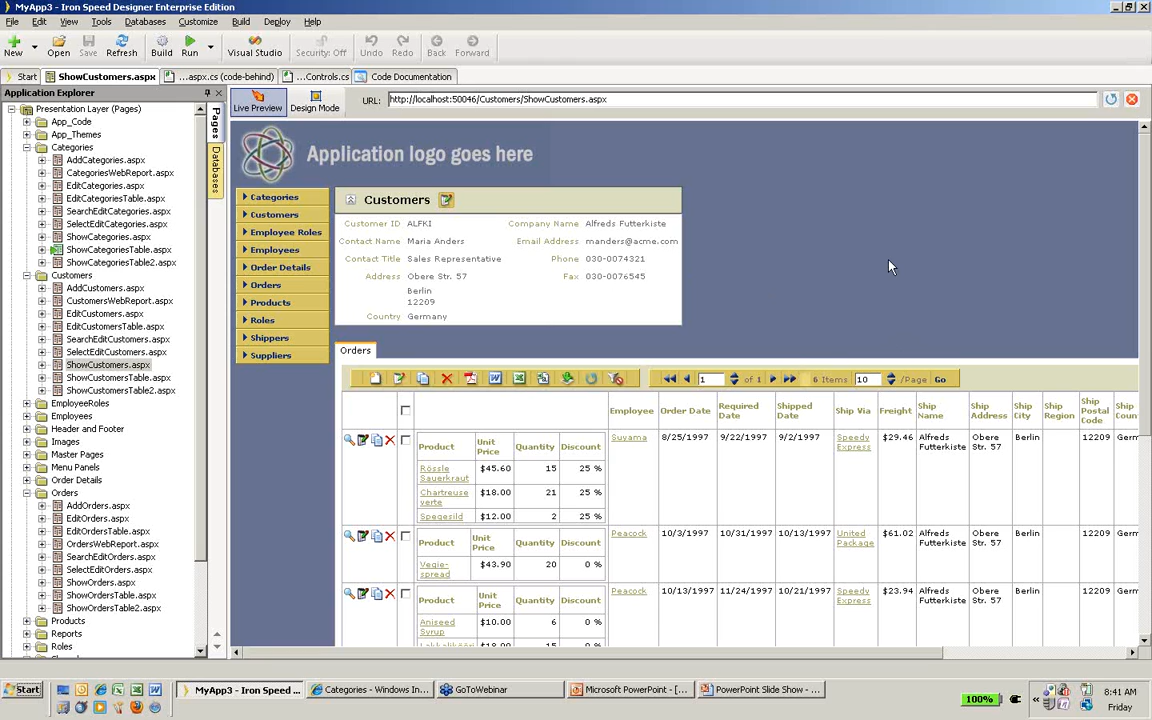 MyApp3 - Iron Speed Designer Enterprise Edition
File Edit View Tools Databases Customize Build Deploy Help
New Open Save Refresh Build Run Visual Studio Security: Off Undo Redo Back Forward
Start ShowCustomers.aspx ...aspx.cs (code-behind) ...Controls.cs Code Documentation
Application Explorer
Presentation Layer (Pages)
App_Code
App_Themes
Categories
AddCategories.aspx
CategoriesWebReport.aspx
EditCategories.aspx
EditCategoriesTable.aspx
SearchEditCategories.aspx
SelectEditCategories.aspx
ShowCategories.aspx
ShowCategoriesTable.aspx
ShowCategoriesTable2.aspx
Customers
AddCustomers.aspx
CustomersWebReport.aspx
EditCustomers.aspx
EditCustomersTable.aspx
SearchEditCustomers.aspx
SelectEditCustomers.aspx
ShowCustomers.aspx
ShowCustomersTable.aspx
ShowCustomersTable2.aspx
EmployeeRoles
Employees
Header and Footer
Images
Master Pages
Menu Panels
Order Details
Orders
AddOrders.aspx
EditOrders.aspx
EditOrdersTable.aspx
OrdersWebReport.aspx
SearchEditOrders.aspx
SelectEditOrders.aspx
ShowOrders.aspx
ShowOrdersTable.aspx
ShowOrdersTable2.aspx
Products
Reports
Roles
Pages
Databases
Live Preview Design Mode URL: http://localhost:50046/Customers/ShowCustomers.aspx
Application logo goes here
Categories
Customers
Employee Roles
Employees
Order Details
Orders
Products
Roles
Shippers
Suppliers
Customers
Customer ID ALFKI Company Name Alfreds Futterkiste
Contact Name Maria Anders Email Address manders@acme.com
Contact Title Sales Representative Phone 030-0074321
Address Obere Str. 57 Fax 030-0076545
Berlin
12209
Country Germany
Orders
1 of 1 6 Items 10 /Page Go
Employee Order Date Required Date Shipped Date Ship Via Freight Ship Name Ship Address Ship City Ship Region Ship Postal Code Ship Coun
Suyama 8/25/1997 9/22/1997 9/2/1997 Speedy Express $29.46 Alfreds Futterkiste Obere Str. 57 Berlin 12209 Germ
Product Unit Price Quantity Discount
Rössle Sauerkraut $45.60 15 25 %
Chartreuse verte $18.00 21 25 %
Spegesild $12.00 2 25 %
Peacock 10/3/1997 10/31/1997 10/13/1997 United Package $61.02 Alfreds Futterkiste Obere Str. 57 Berlin 12209 Germ
Product Unit Price Quantity Discount
Vegie-spread $43.90 20 0 %
Peacock 10/13/1997 11/24/1997 10/21/1997 Speedy Express $23.94 Alfreds Futterkiste Obere Str. 57 Berlin 12209 Germ
Product Unit Price Quantity Discount
Aniseed Syrup $10.00 6 0 %
Start MyApp3 - Iron Speed ... Categories - Windows In... GoToWebinar Microsoft PowerPoint - [... PowerPoint Slide Show - ... 100% 8:41 AM
Friday